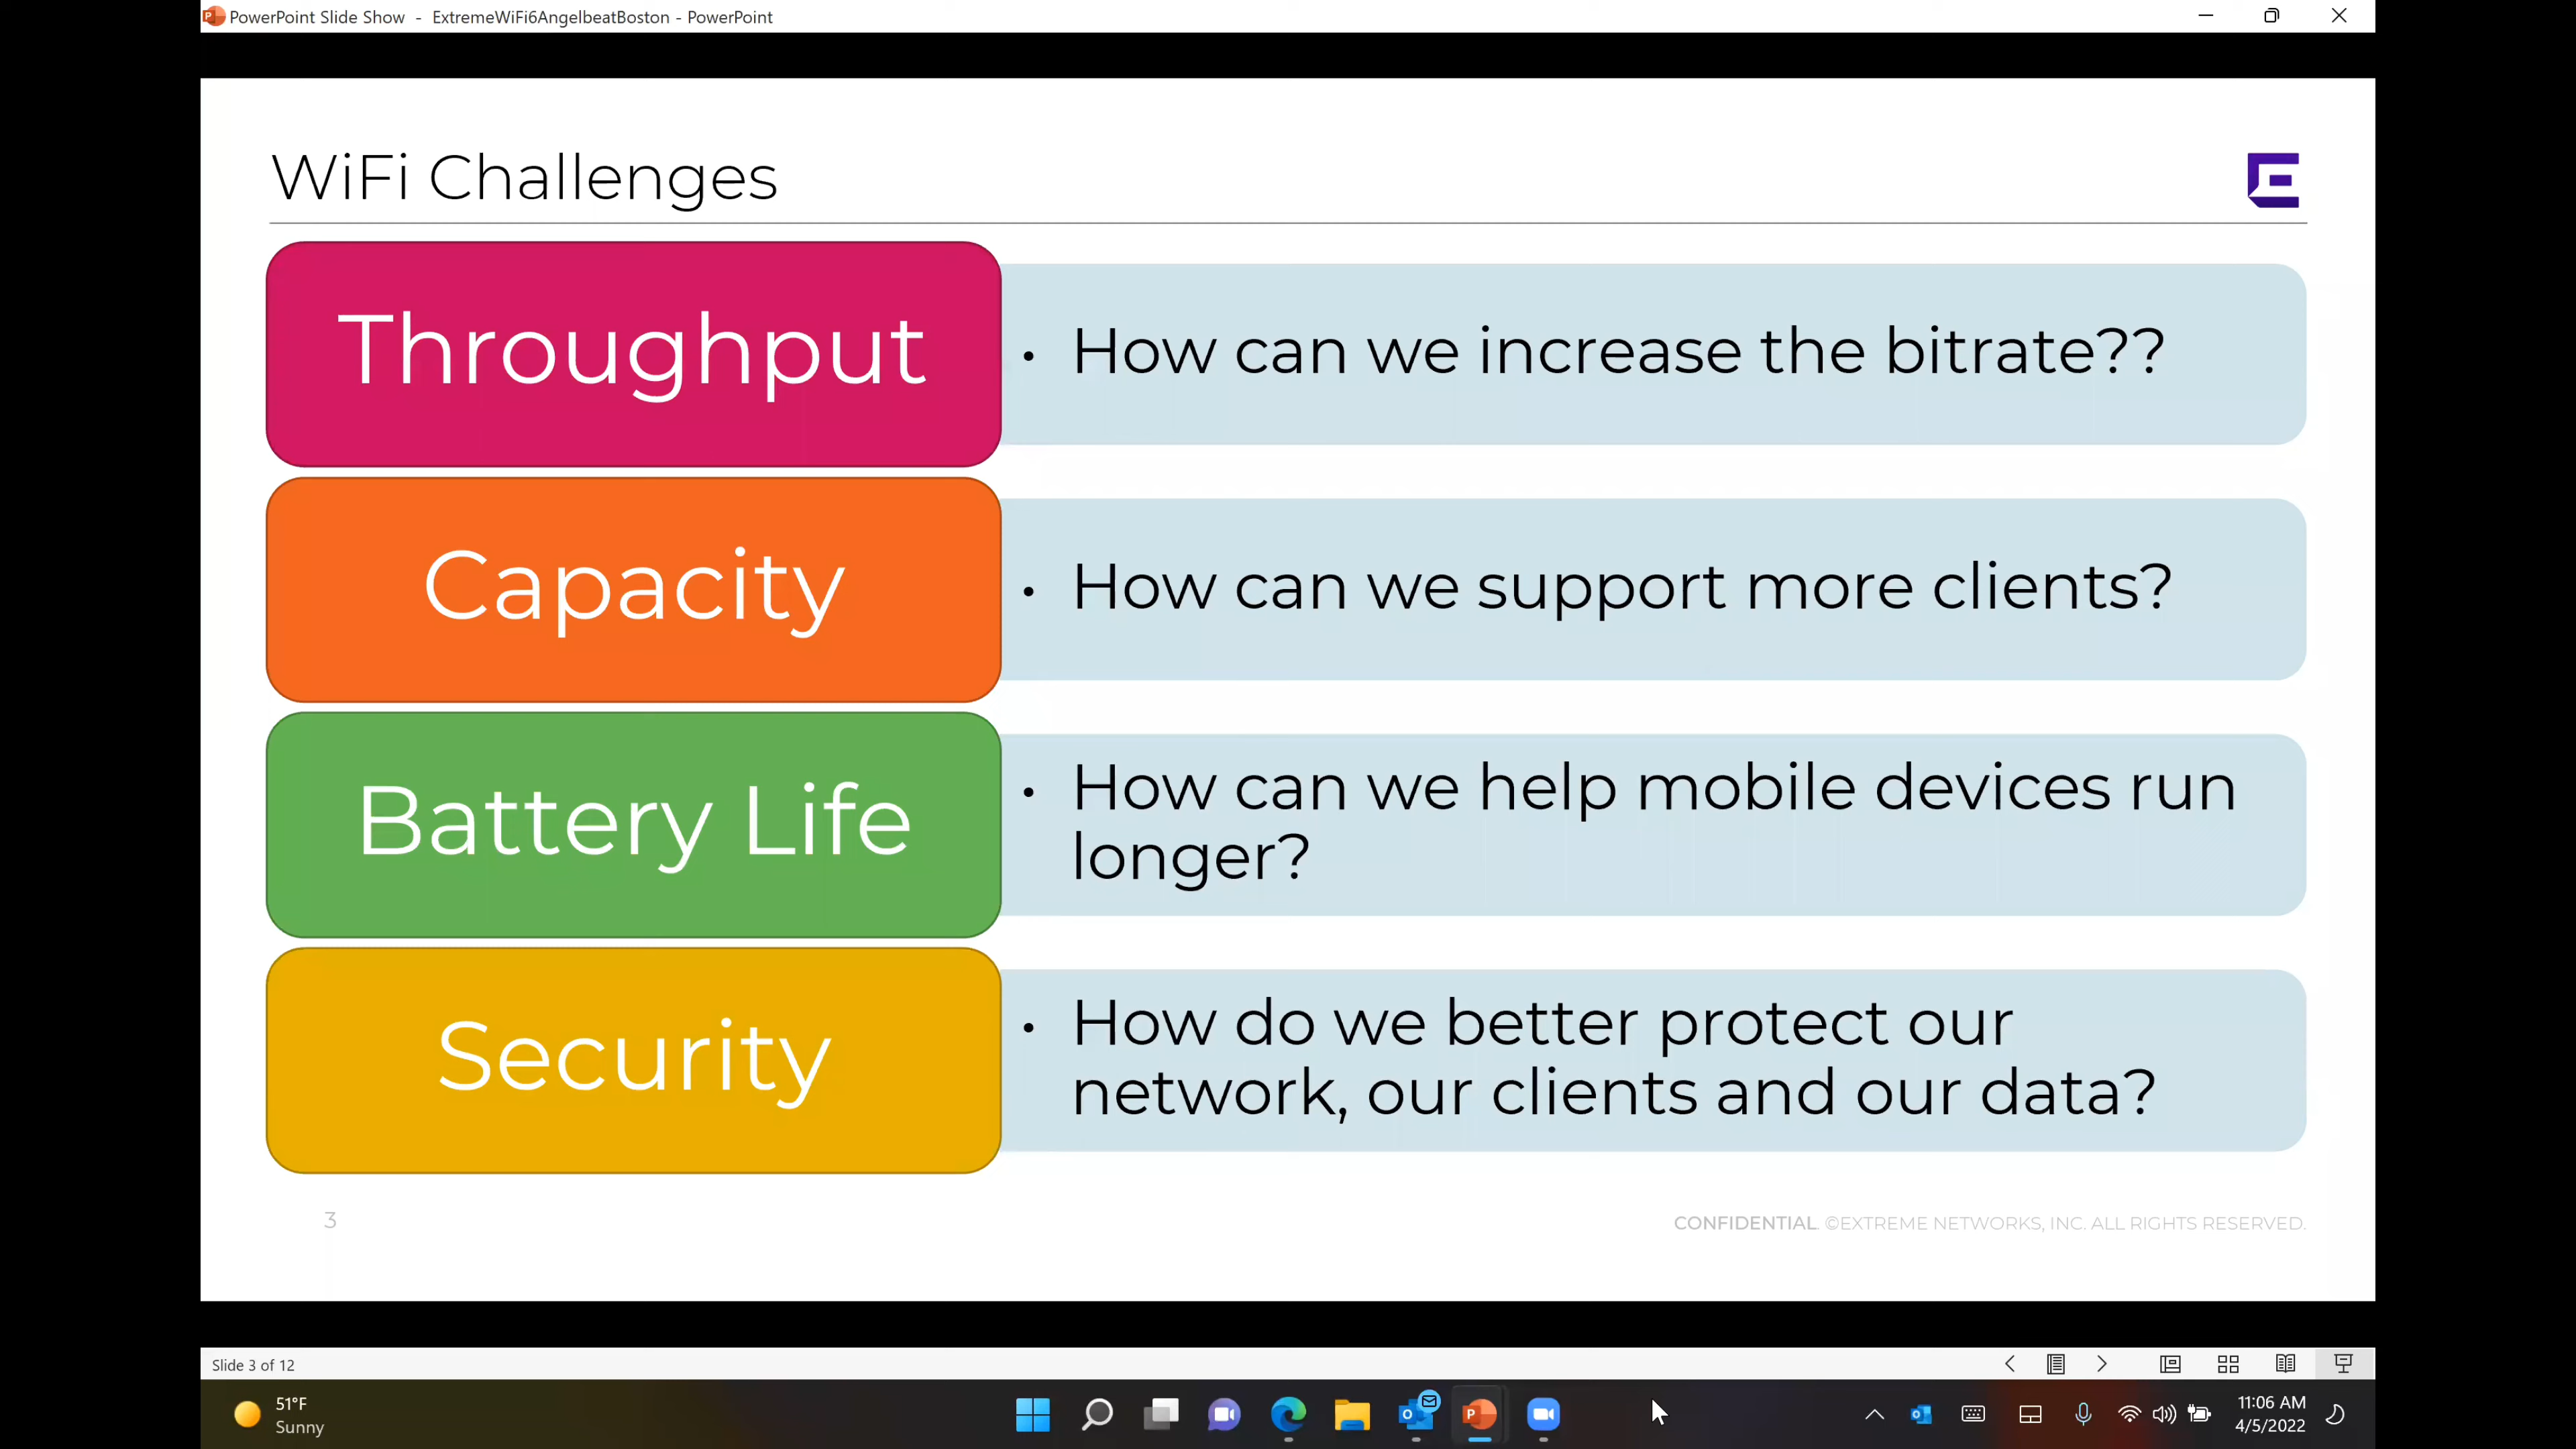 PowerPoint Slide Show - ExtremeWiFi6AngelbeatBoston - PowerPoint
WiFi Challenges
Throughput
• How can we increase the bitrate??
Capacity
• How can we support more clients?
Battery Life
• How can we help mobile devices run
longer?
Security
• How do we better protect our
network, our clients and our data?
3
CONFIDENTIAL. ©EXTREME NETWORKS, INC. ALL RIGHTS RESERVED.
Slide 3 of 12
51°F
Sunny
11:06 AM
4/5/2022